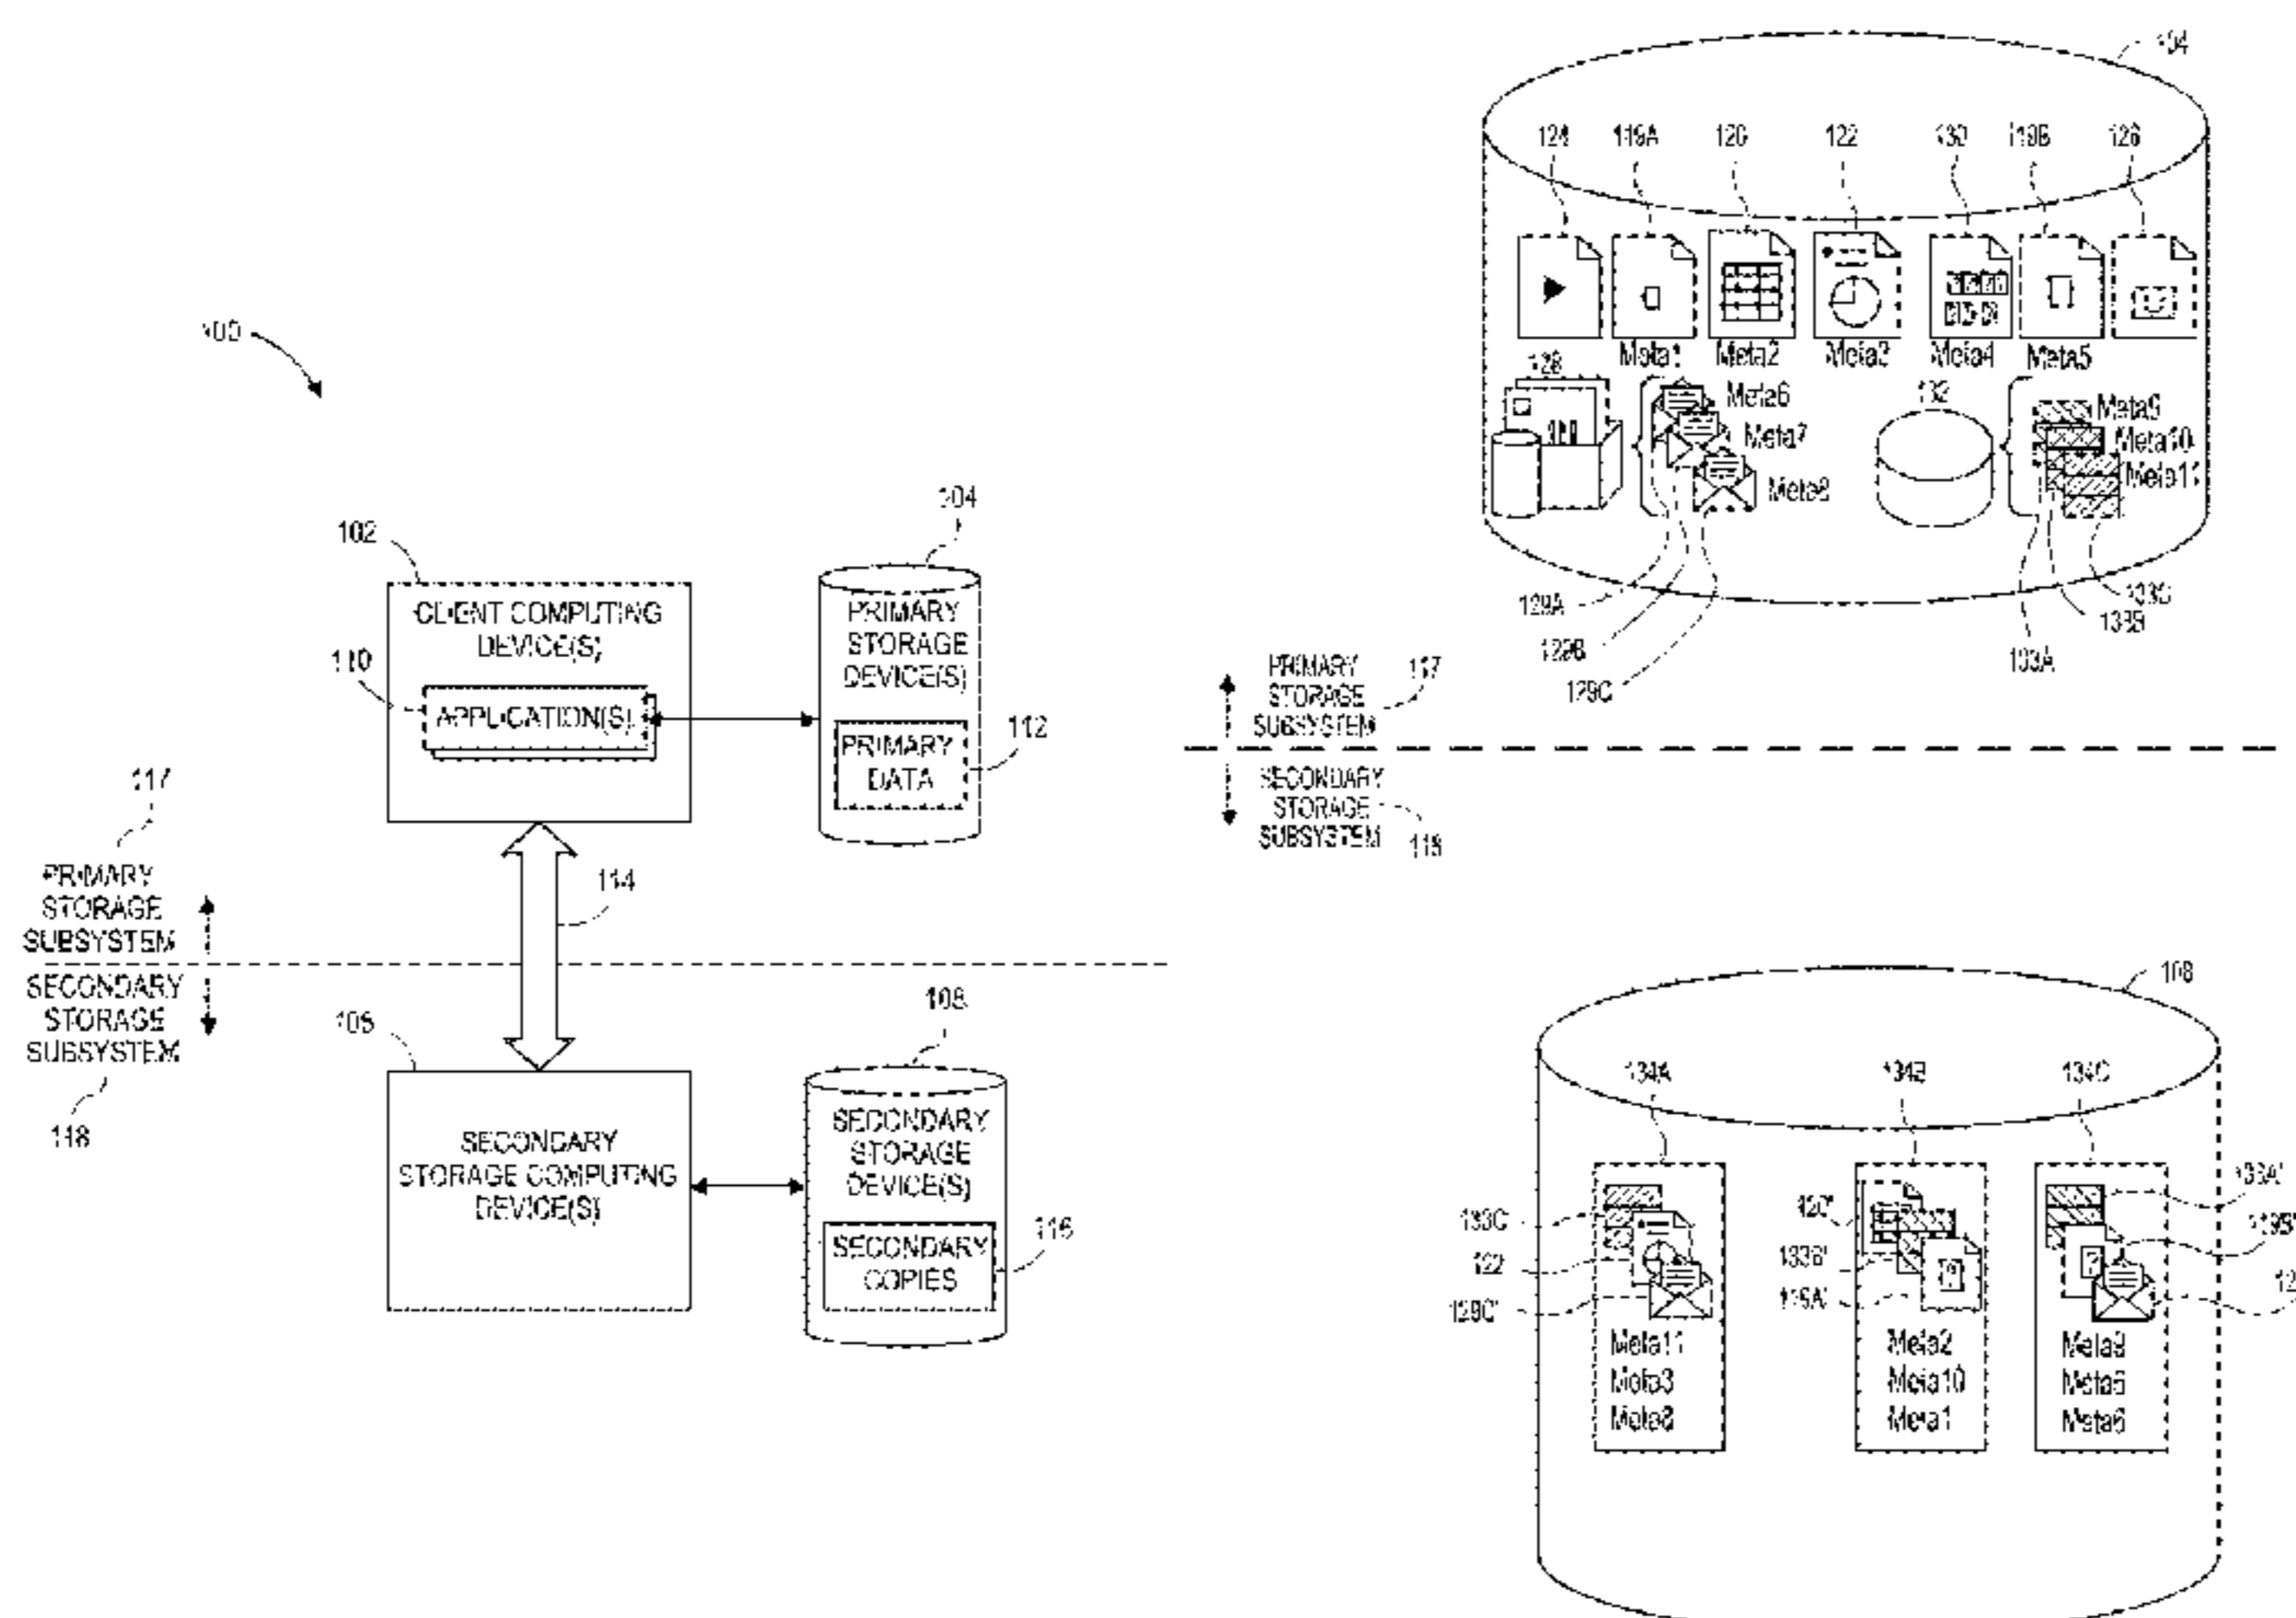 100
102
CLIENT COMPUTING
DEVICE(S)
110
APPLICATION(S)
104
PRIMARY
STORAGE
DEVICE(S)
PRIMARY
DATA
112
117
PRIMARY
STORAGE
SUBSYSTEM
114
SECONDARY
STORAGE
SUBSYSTEM
118
SECONDARY
STORAGE COMPUTING
DEVICE(S)
108
SECONDARY
STORAGE
DEVICE(S)
SECONDARY
COPIES
116
104
124 119A 120 122 130 119B 126
Meta1 Meta2 Meta3 Meta4 Meta5
128
Meta6
Meta7
Meta8
132
Meta9
Meta10
Meta11
129A
129B
129C
133A
133B
133C
PRIMARY
STORAGE
SUBSYSTEM
117
SECONDARY
STORAGE
SUBSYSTEM
118
108
134A 134B 134C
122
129C'
Meta11
Meta3
Meta8
120'
133B'
119A'
Meta2
Meta10
Meta1
133A'
119B'
Meta9
Meta5
Meta6